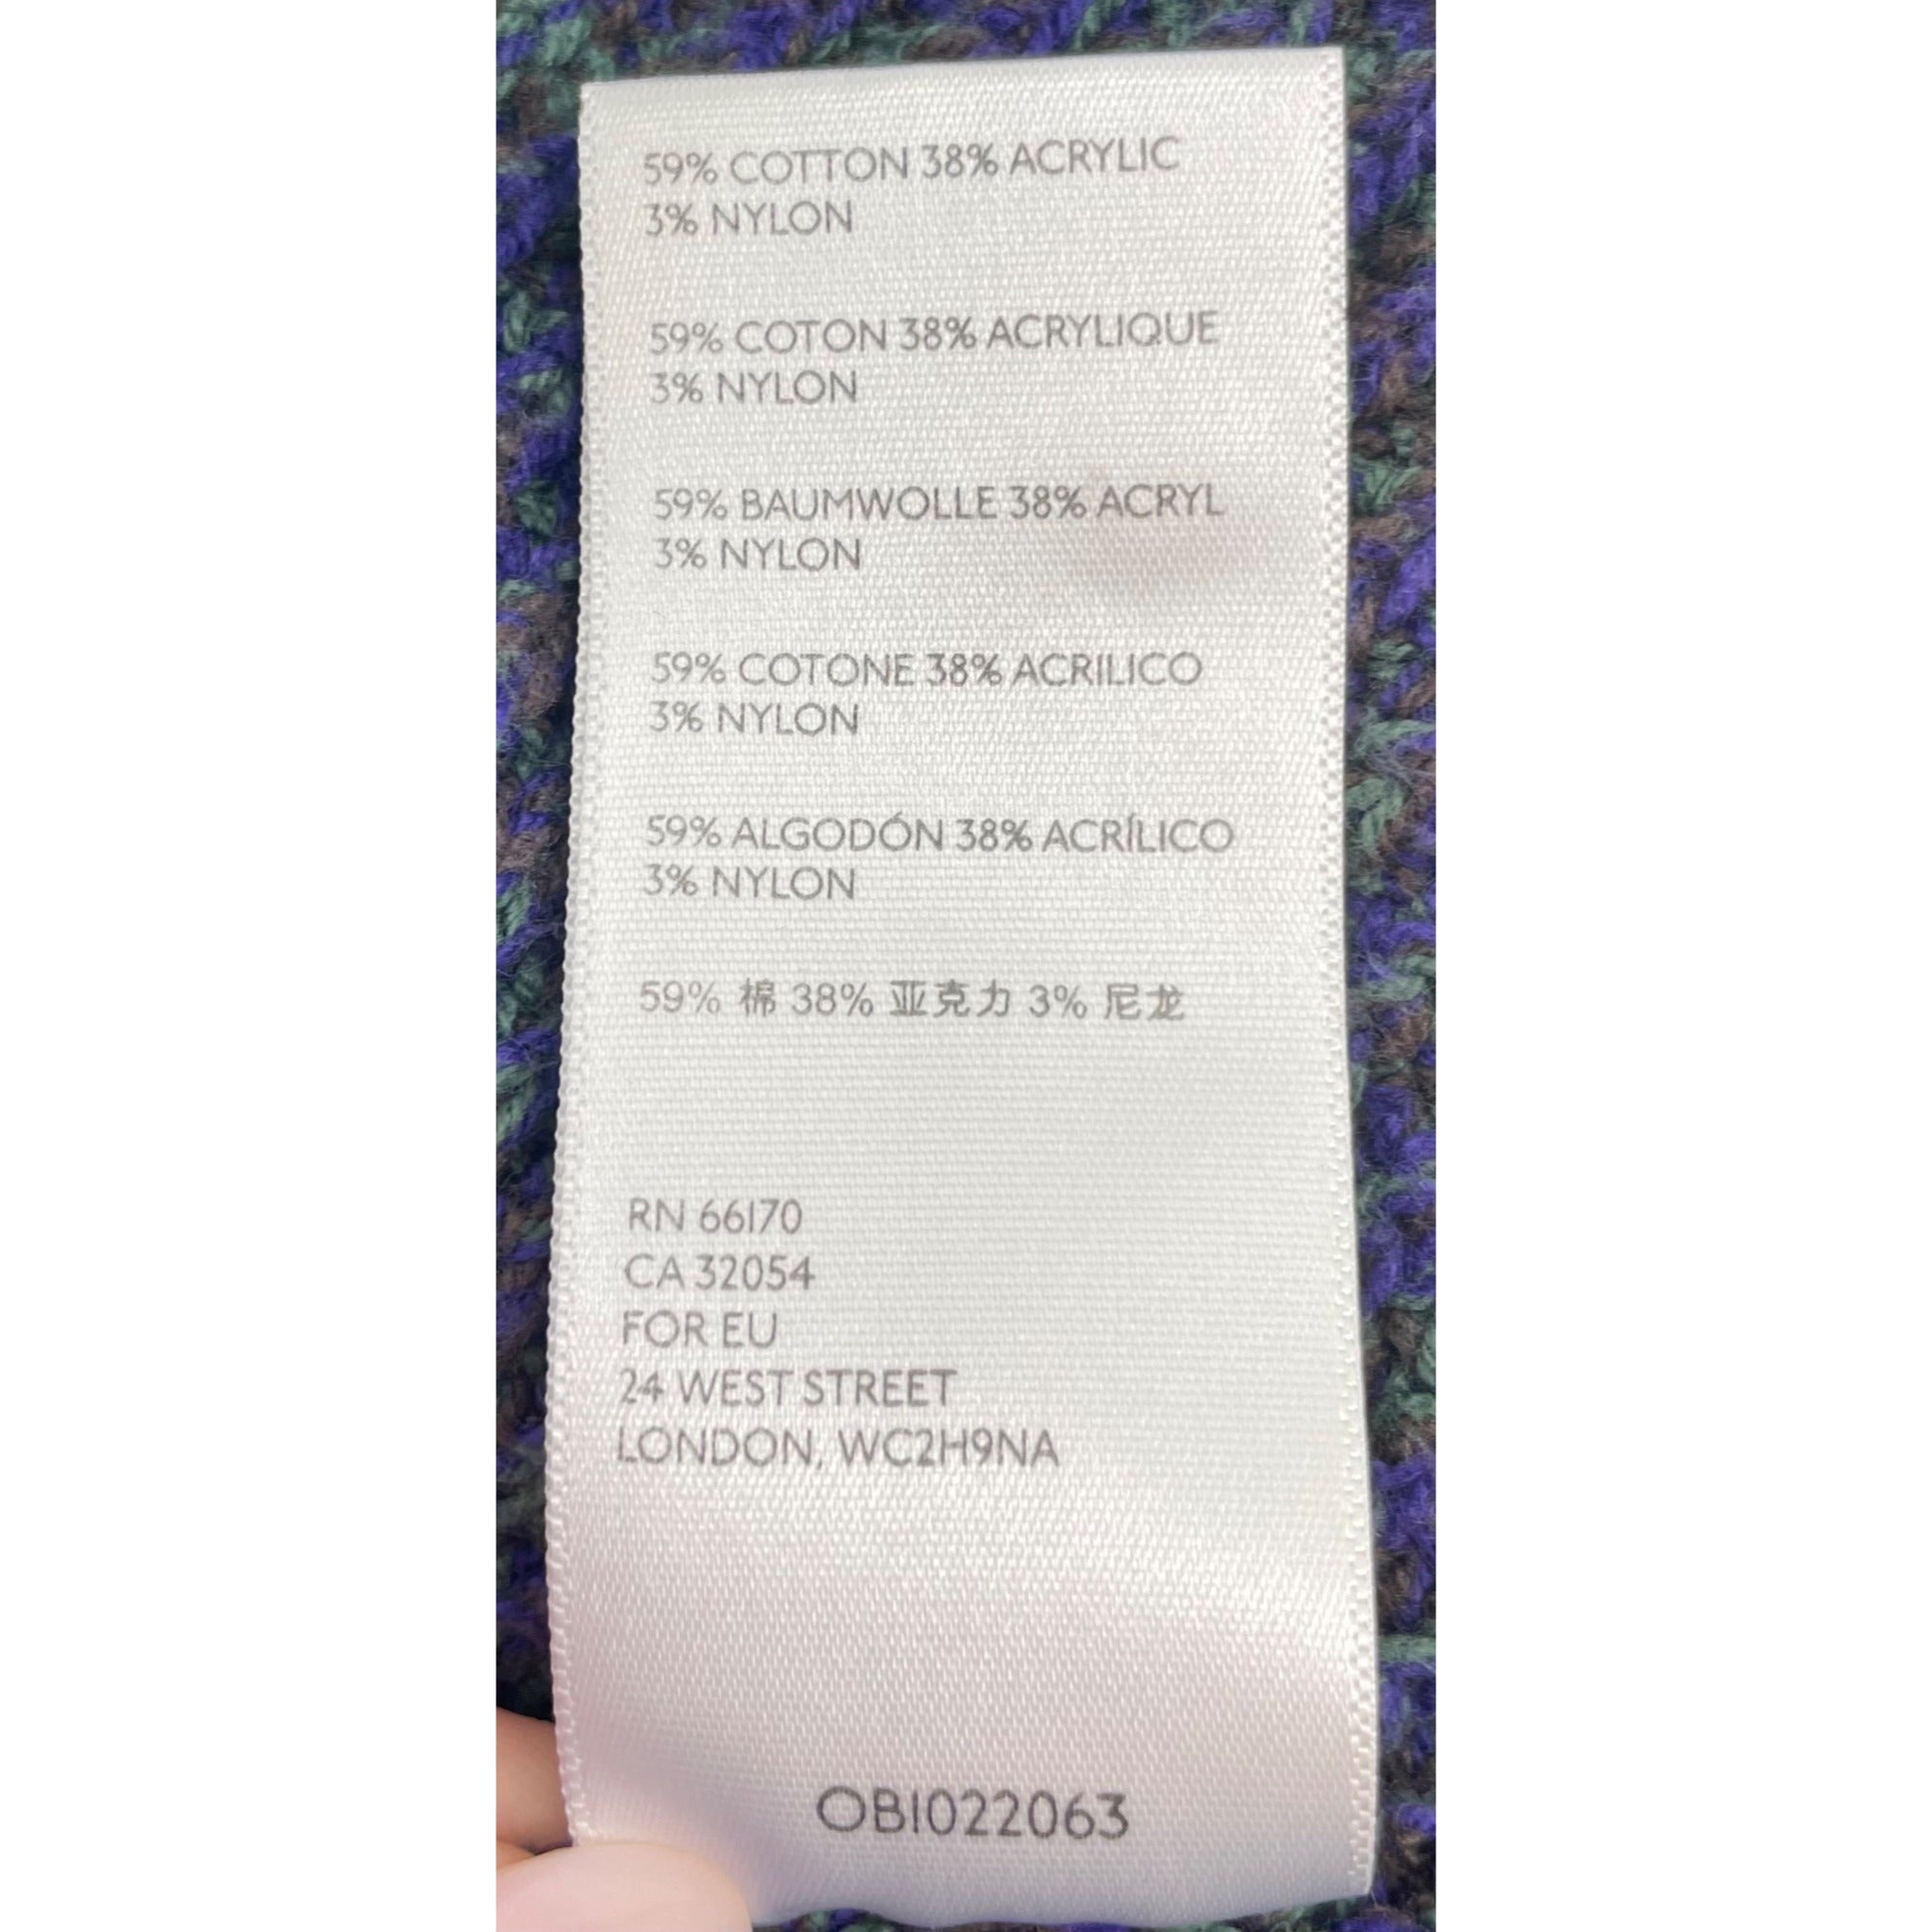 59% COTTON 38% ACRYLIC
3% NYLON
59% COTON 38% ACRYLIQUE
3% NYLON
59% BAUMWOLLE 38% ACRYL
3% NYLON
59% COTONE 38% ACRILICO
3% NYLON
59% ALGODÓN 38% ACRÍLICO
3% NYLON
59% 棉 38% 亚克力 3% 尼龙
RN 66170
CA 32054
FOR EU
24 WEST STREET
LONDON, WC2H9NA
OB1022063